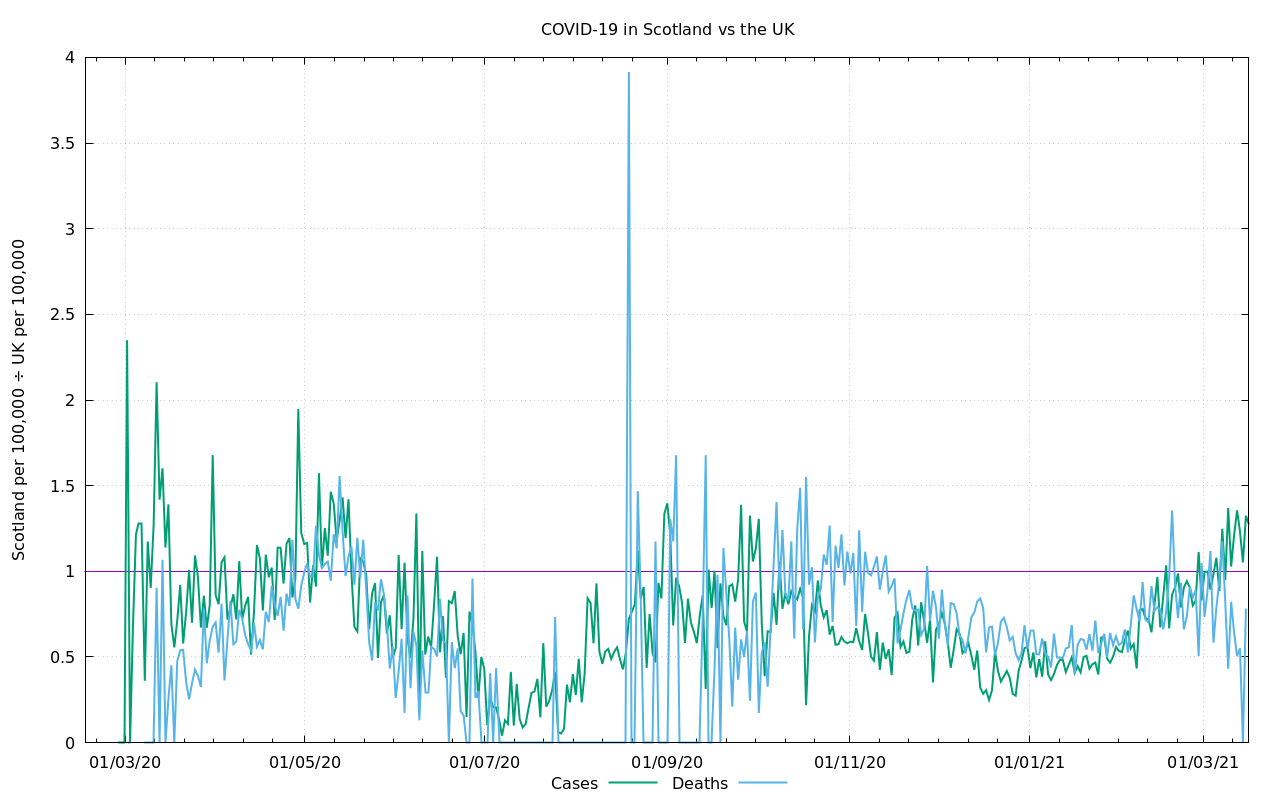 COVID-19 in Scotland vs the UK
Scotland per 100,000 ÷ UK per 100,000
4
3.5
3
2.5
2
1.5
1
0.5
0
01/03/20 01/05/20 01/07/20 01/09/20 01/11/20 01/01/21 01/03/21
Cases Deaths